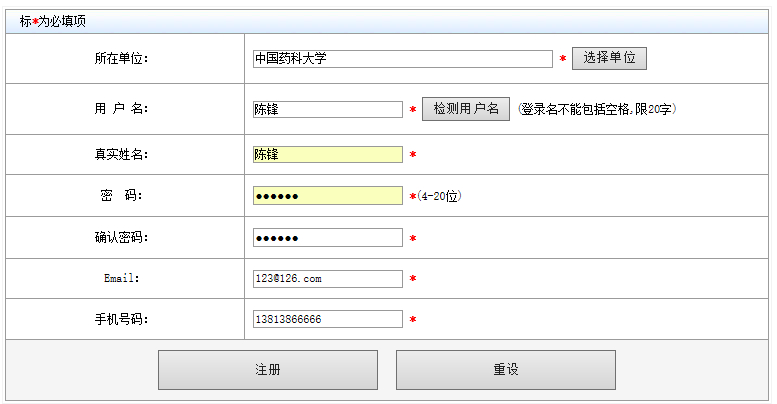 标*为必填项
所在单位： 中国药科大学 * 选择单位
用 户 名： 陈锋 * 检测用户名 (登录名不能包括空格,限20字)
真实姓名： 陈锋 *
密 码： ●●●●●● *(4-20位)
确认密码： ●●●●●● *
Email： 123@126.com *
手机号码： 13813866666 *
注册 重设